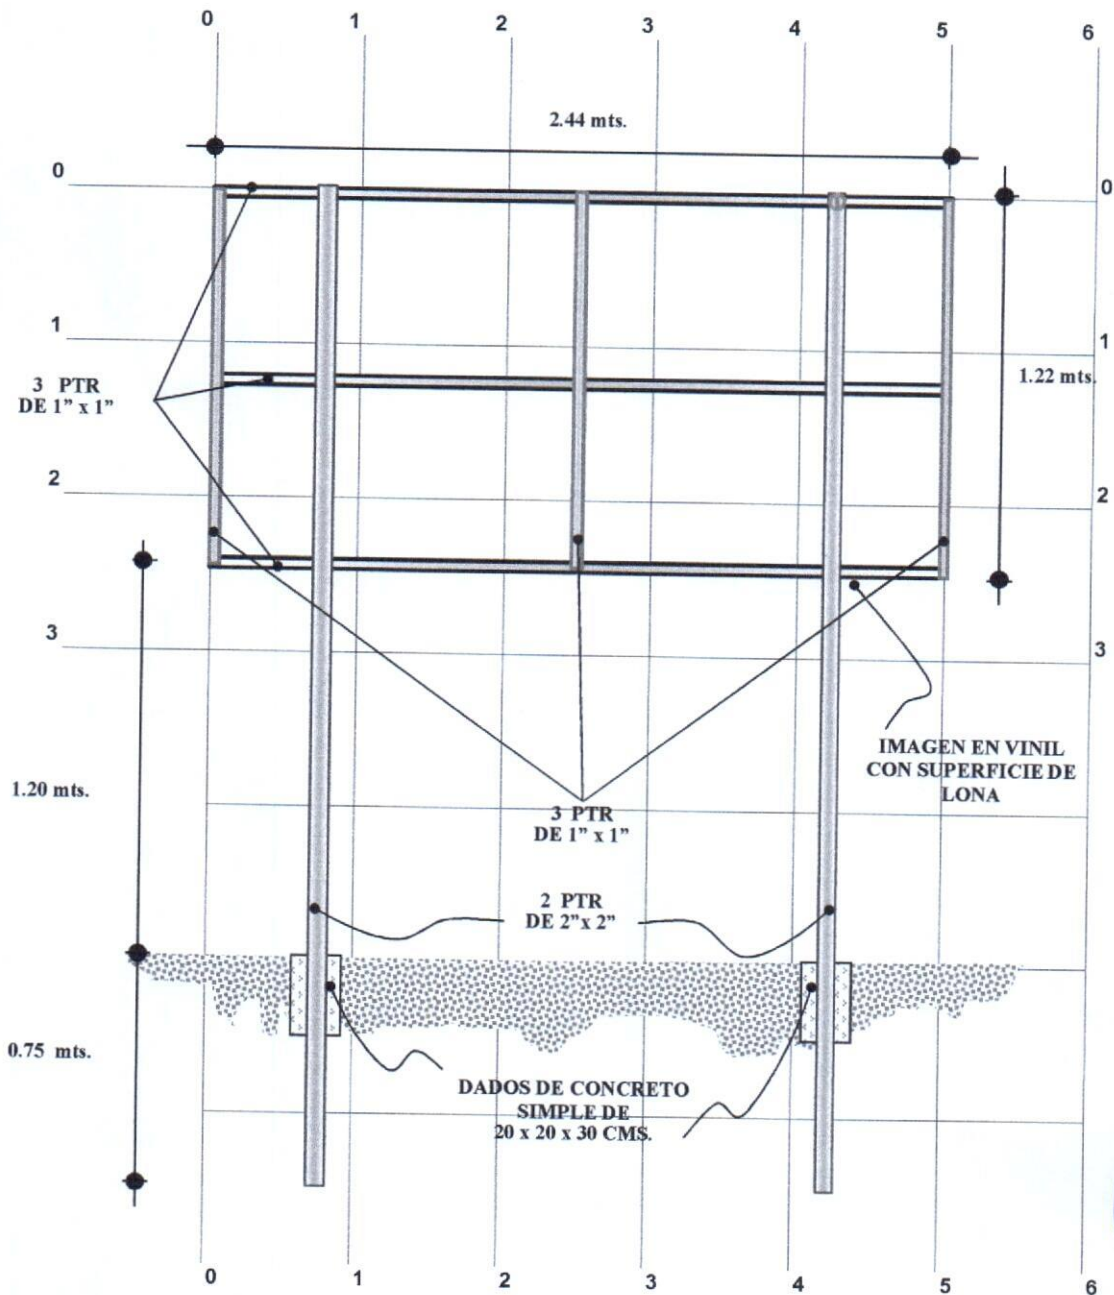 0 1 2 3 4 5 6
2.44 mts.
0 0
1 1
3 PTR
DE 1” x 1”
1.22 mts.
2 2
3 3
IMAGEN EN VINIL
CON SUPERFICIE DE
LONA
1.20 mts.
3 PTR
DE 1” x 1”
2 PTR
DE 2”x 2”
0.75 mts.
DADOS DE CONCRETO
SIMPLE DE
20 x 20 x 30 CMS.
0 1 2 3 4 5 6